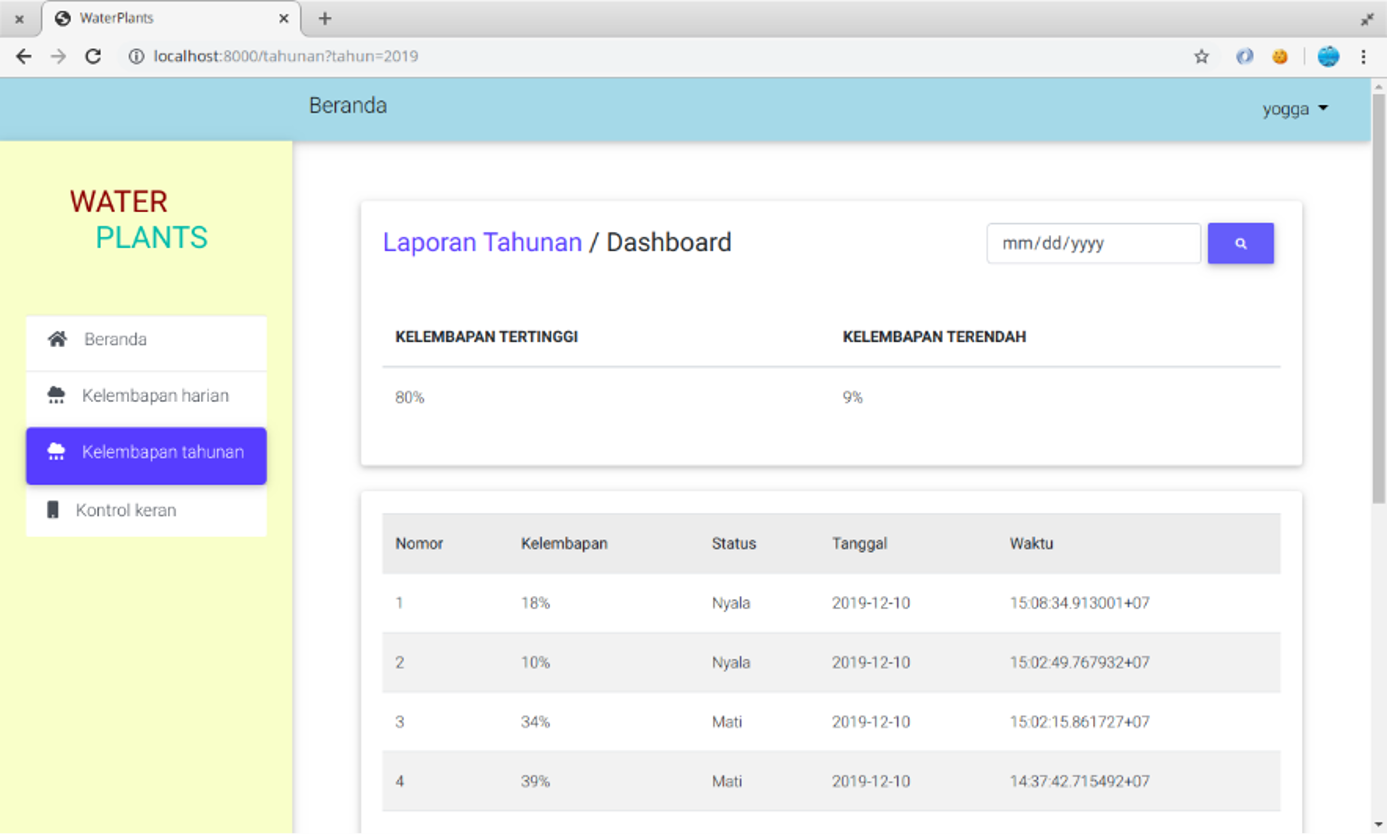 WaterPlants
localhost:8000/tahunan?tahun=2019
Beranda
yogga
WATER
PLANTS
Beranda
Kelembapan harian
Kelembapan tahunan
Kontrol keran
Laporan Tahunan / Dashboard
mm/dd/yyyy
KELEMBAPAN TERTINGGI KELEMBAPAN TERENDAH
80% 9%
Nomor Kelembapan Status Tanggal Waktu
1 18% Nyala 2019-12-10 15:08:34.913001+07
2 10% Nyala 2019-12-10 15:02:49.767932+07
3 34% Mati 2019-12-10 15:02:15.861727+07
4 39% Mati 2019-12-10 14:37:42.715492+07